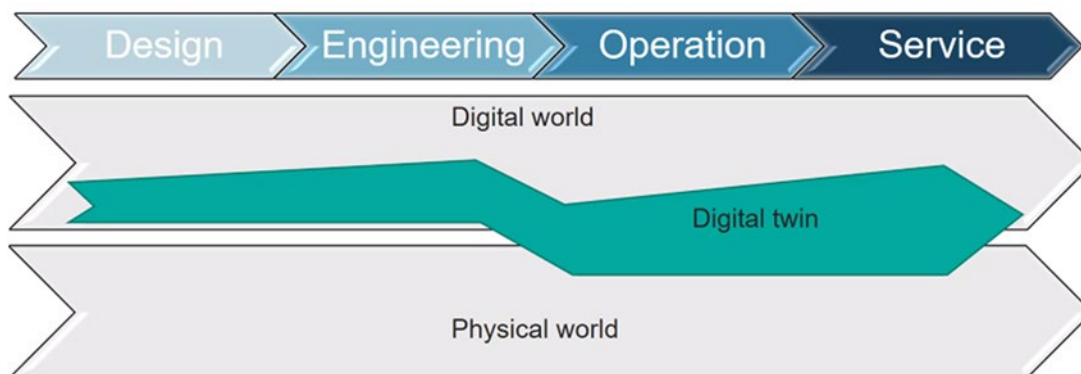 Design Engineering Operation Service
Digital world
Digital twin
Physical world